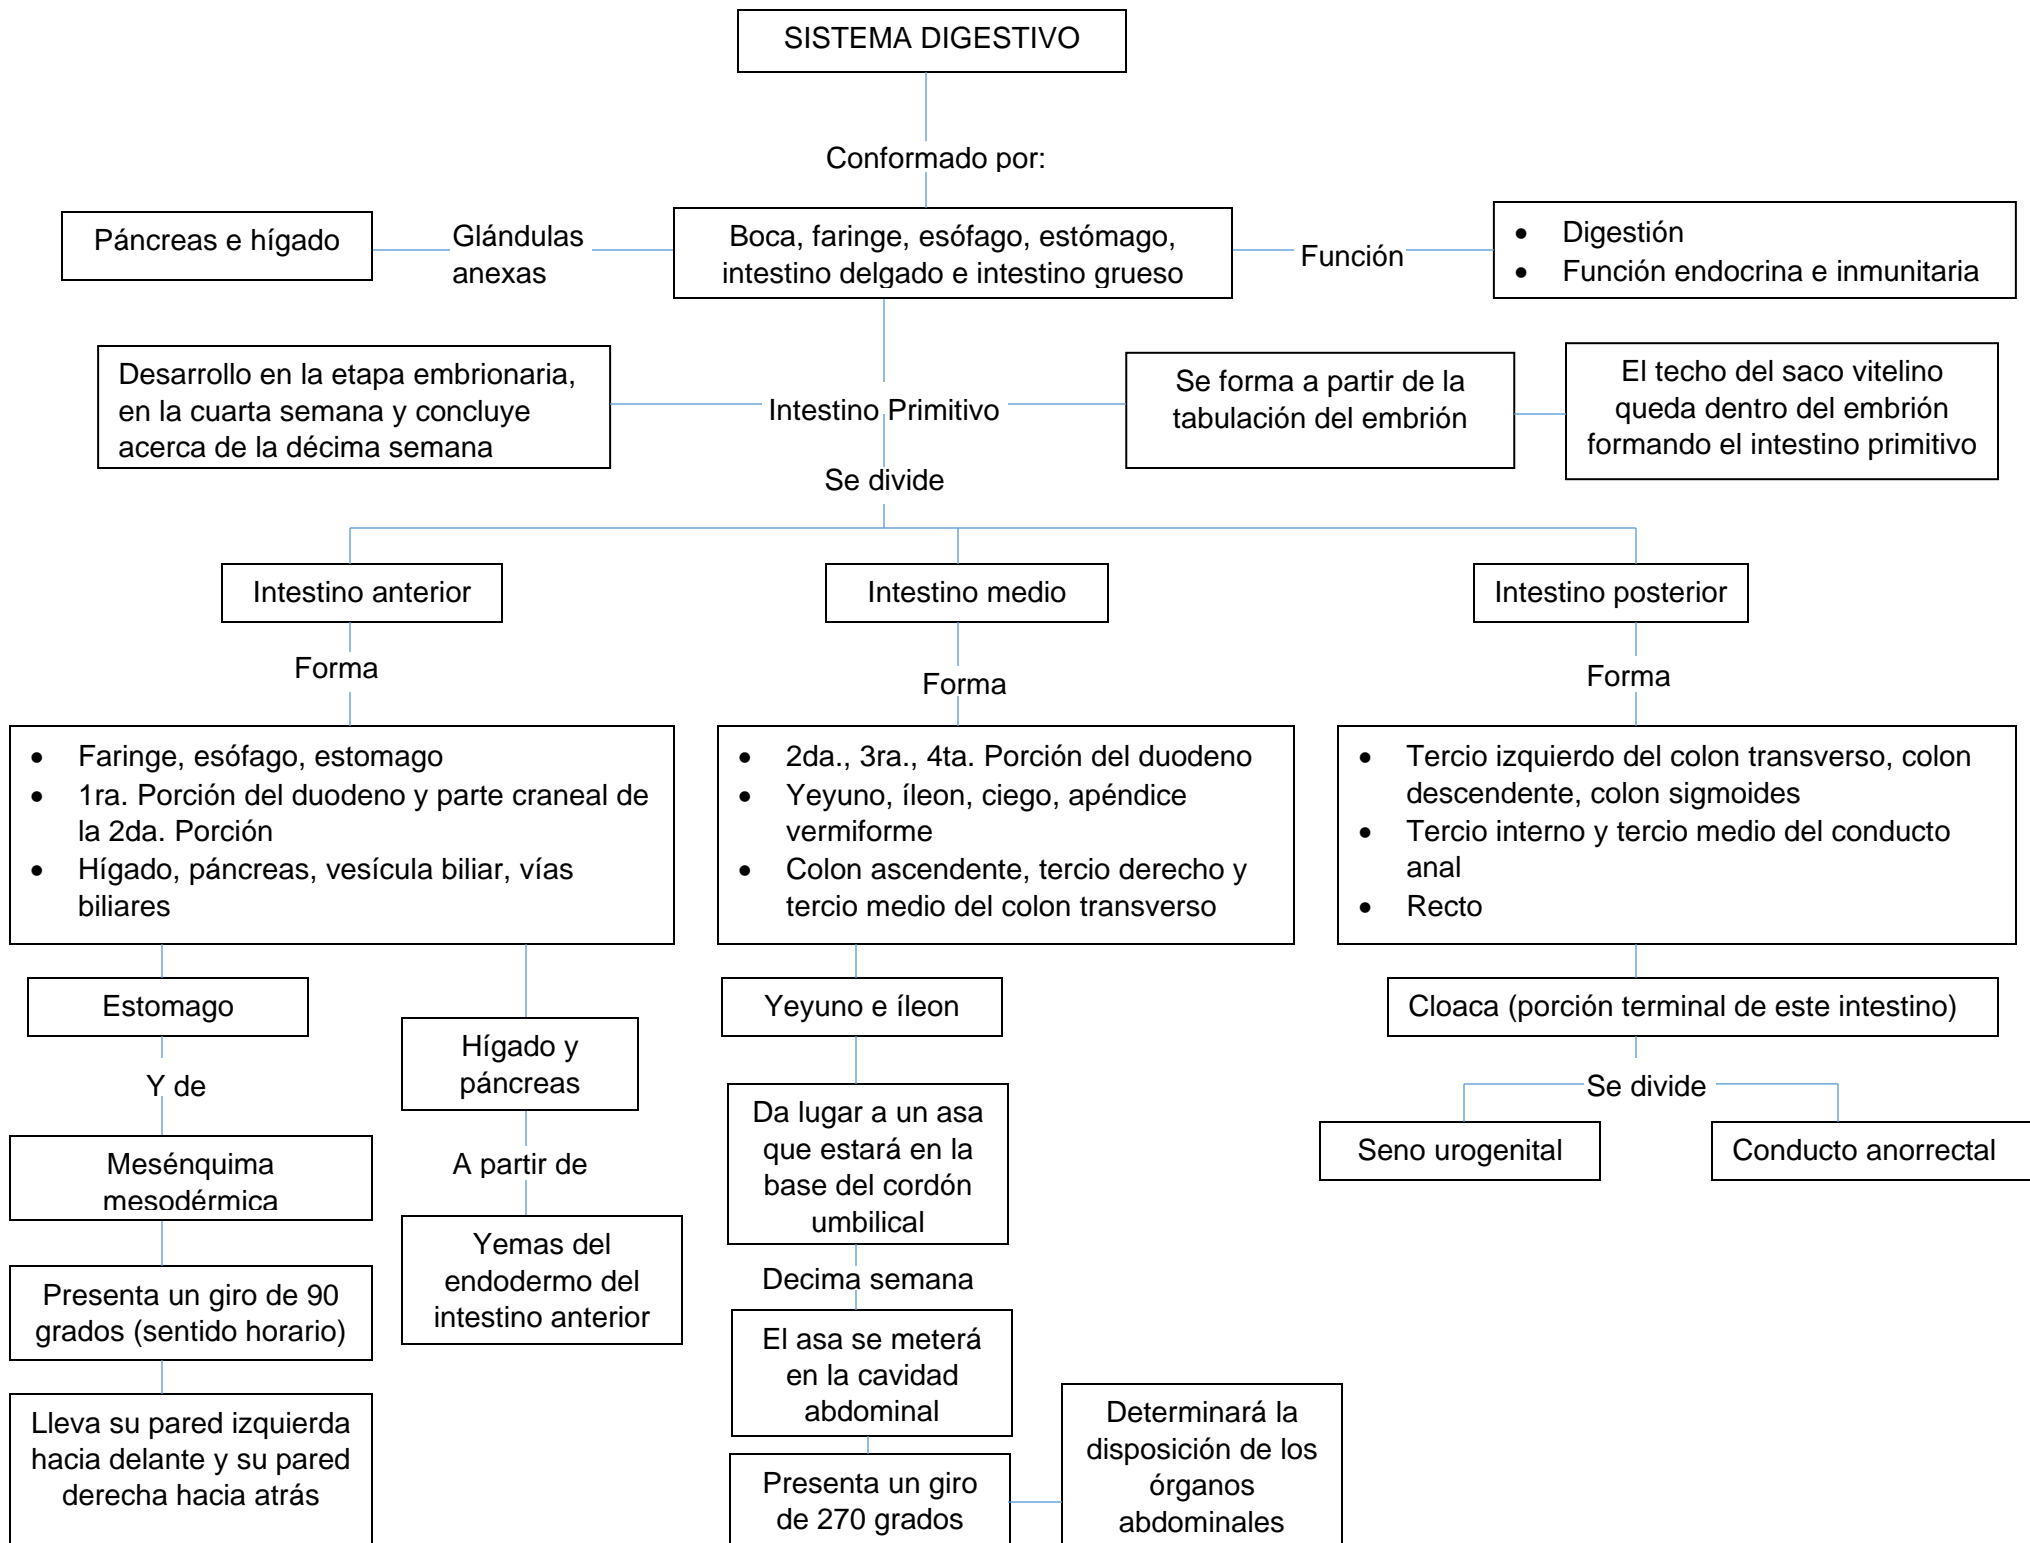 SISTEMA DIGESTIVO
Conformado por:
Páncreas e hígado
Glándulas
anexas
Boca, faringe, esófago, estómago,
intestino delgado e intestino grueso
Función
• Digestión
• Función endocrina e inmunitaria
Desarrollo en la etapa embrionaria,
en la cuarta semana y concluye
acerca de la décima semana
Intestino Primitivo
Se forma a partir de la
tabulación del embrión
El techo del saco vitelino
queda dentro del embrión
formando el intestino primitivo
Se divide
Intestino anterior
Intestino medio
Intestino posterior
Forma
Forma
Forma
• Faringe, esófago, estomago
• 1ra. Porción del duodeno y parte craneal de
la 2da. Porción
• Hígado, páncreas, vesícula biliar, vías
biliares
• 2da., 3ra., 4ta. Porción del duodeno
• Yeyuno, íleon, ciego, apéndice
vermiforme
• Colon ascendente, tercio derecho y
tercio medio del colon transverso
• Tercio izquierdo del colon transverso, colon
descendente, colon sigmoides
• Tercio interno y tercio medio del conducto
anal
• Recto
Estomago
Y de
Mesénquima
mesodérmica
Presenta un giro de 90
grados (sentido horario)
Lleva su pared izquierda
hacia delante y su pared
derecha hacia atrás
Hígado y
páncreas
A partir de
Yemas del
endodermo del
intestino anterior
Yeyuno e íleon
Da lugar a un asa
que estará en la
base del cordón
umbilical
Decima semana
El asa se meterá
en la cavidad
abdominal
Presenta un giro
de 270 grados
Determinará la
disposición de los
órganos
abdominales
Cloaca (porción terminal de este intestino)
Se divide
Seno urogenital
Conducto anorrectal